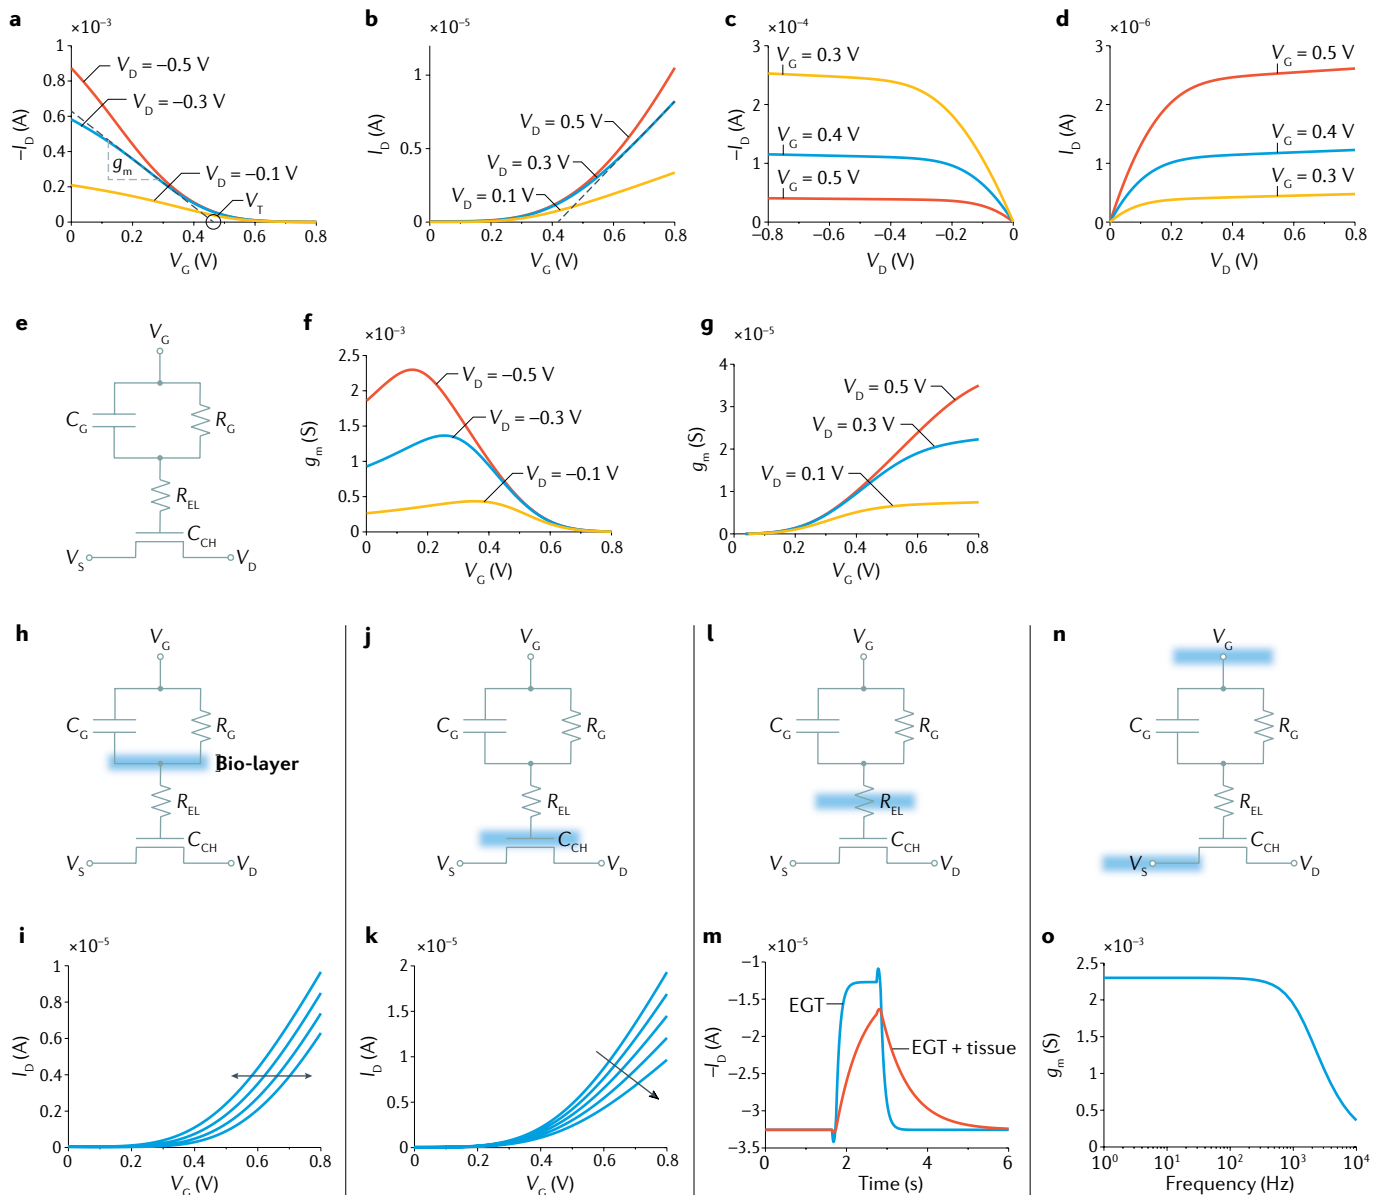 a
×10⁻³
1
0.8
0.6
0.4
0.2
0
0
0.2
0.4
0.6
0.8
−I_D (A)
V_G (V)
V_D = −0.5 V
V_D = −0.3 V
V_D = −0.1 V
g_m
V_T
b
×10⁻⁵
1
0.5
0
0
0.2
0.4
0.6
0.8
I_D (A)
V_G (V)
V_D = 0.5 V
V_D = 0.3 V
V_D = 0.1 V
c
×10⁻⁴
3
2
1
0
−0.8
−0.6
−0.4
−0.2
0
−I_D (A)
V_D (V)
V_G = 0.3 V
V_G = 0.4 V
V_G = 0.5 V
d
×10⁻⁶
3
2
1
0
0
0.2
0.4
0.6
0.8
I_D (A)
V_D (V)
V_G = 0.5 V
V_G = 0.4 V
V_G = 0.3 V
e
V_G
C_G
R_G
R_EL
C_CH
V_S
V_D
f
×10⁻³
2.5
2
1.5
1
0.5
0
0
0.2
0.4
0.6
0.8
g_m (S)
V_G (V)
V_D = −0.5 V
V_D = −0.3 V
V_D = −0.1 V
g
×10⁻⁵
4
3
2
1
0
0
0.2
0.4
0.6
0.8
g_m (S)
V_G (V)
V_D = 0.5 V
V_D = 0.3 V
V_D = 0.1 V
h
V_G
C_G
R_G
Bio-layer
R_EL
C_CH
V_S
V_D
j
V_G
C_G
R_G
R_EL
C_CH
V_S
V_D
l
V_G
C_G
R_G
R_EL
C_CH
V_S
V_D
n
V_G
C_G
R_G
R_EL
C_CH
V_S
V_D
i
×10⁻⁵
1
0.8
0.6
0.4
0.2
0
0
0.2
0.4
0.6
0.8
I_D (A)
V_G (V)
k
×10⁻⁵
2
1.5
1
0.5
0
0
0.2
0.4
0.6
0.8
I_D (A)
V_G (V)
m
×10⁻⁵
−1
−1.5
−2
−2.5
−3
−3.5
0
2
4
6
−I_D (A)
Time (s)
EGT
EGT + tissue
o
×10⁻³
2.5
2.0
1.5
0.5
0.3
0
10⁰
10¹
10²
10³
10⁴
g_m (S)
Frequency (Hz)